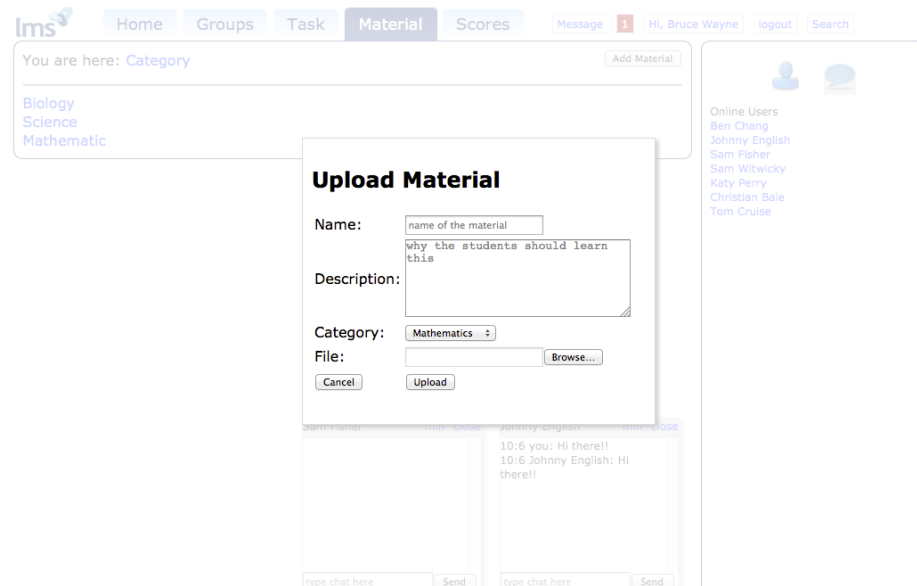 lms
Home Groups Task Material Scores Message 1 Hi, Bruce Wayne logout Search
You are here: Category
Add Material
Biology
Science
Mathematic
Online Users
Ben Chang
Johnny English
Sam Fisher
Sam Witwicky
Katy Perry
Christian Bale
Tom Cruise
Upload Material
Name: name of the material
Description: why the students should learn
this
Category: Mathematics
File: Browse...
Cancel Upload
Sam Fisher min close
Johnny English min close
10:6 you: Hi there!!
10:6 Johnny English: Hi
there!!
type chat here Send
type chat here Send